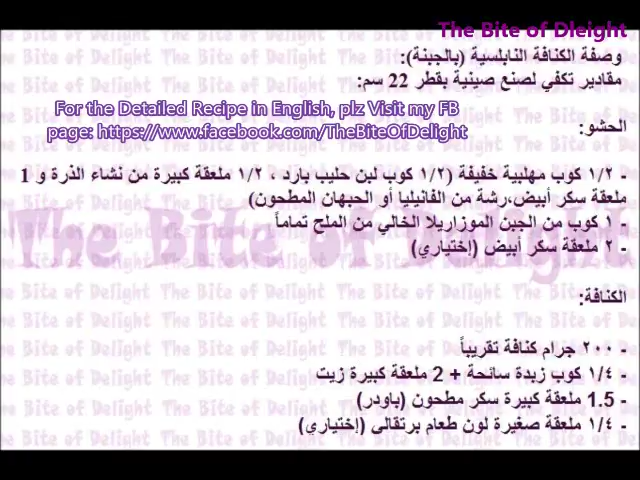 The Bite of Dleight
وصفة الكنافة النابلسية (بالجبنة):
مقادير تكفي لصنع صينية بقطر 22 سم:
For the Detailed Recipe in English, plz Visit my FB
page: https://www.facebook.com/TheBiteOfDelight
الحشو:
- ١/٢ كوب مهلبية خفيفة (١/٢ كوب لبن حليب بارد ، ١/٢ ملعقة كبيرة من نشاء الذرة و 1
ملعقة سكر أبيض،رشة من الفانيليا أو الحبهان المطحون)
- ١ كوب من الجبن الموزاريلا الخالي من الملح تماماً
- ٢ ملعقة سكر أبيض (إختياري)
The Bite of Delight
الكنافة:
- ٢٠٠ جرام كنافة تقريباً
- ١/٤ كوب زبدة سائحة + 2 ملعقة كبيرة زيت
- 1.5 ملعقة كبيرة سكر مطحون (باودر)
- ١/٤ ملعقة صغيرة لون طعام برتقالي (إختياري)